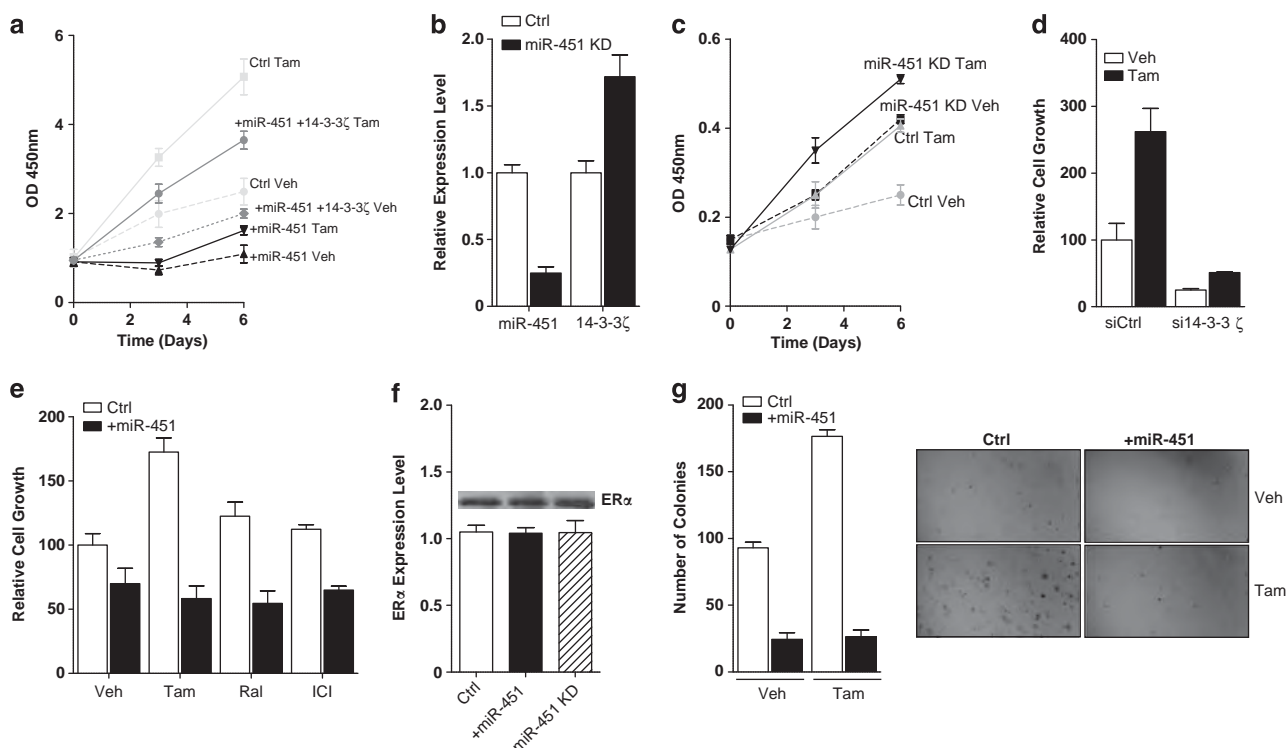 a
6
4
2
0
OD 450nm
Ctrl Tam
+miR-451 +14-3-3ζ Tam
Ctrl Veh
+miR-451 +14-3-3ζ Veh
+miR-451 Tam
+miR-451 Veh
0 2 4 6
Time (Days)
b
Ctrl
miR-451 KD
2.0
1.5
1.0
0.5
0
Relative Expression Level
miR-451 14-3-3ζ
c
0.6
0.4
0.2
0
OD 450nm
miR-451 KD Tam
miR-451 KD Veh
Ctrl Tam
Ctrl Veh
0 2 4 6
Time (Days)
d
Veh
Tam
400
300
200
100
0
Relative Cell Growth
siCtrl si14-3-3 ζ
e
Ctrl
+miR-451
200
150
100
50
0
Relative Cell Growth
Veh Tam Ral ICI
f
2.0
1.5
1.0
0.5
0
ERα Expression Level
ERα
Ctrl
+miR-451
miR-451 KD
g
Ctrl
+miR-451
200
150
100
50
0
Number of Colonies
Veh Tam
Ctrl +miR-451
Veh
Tam